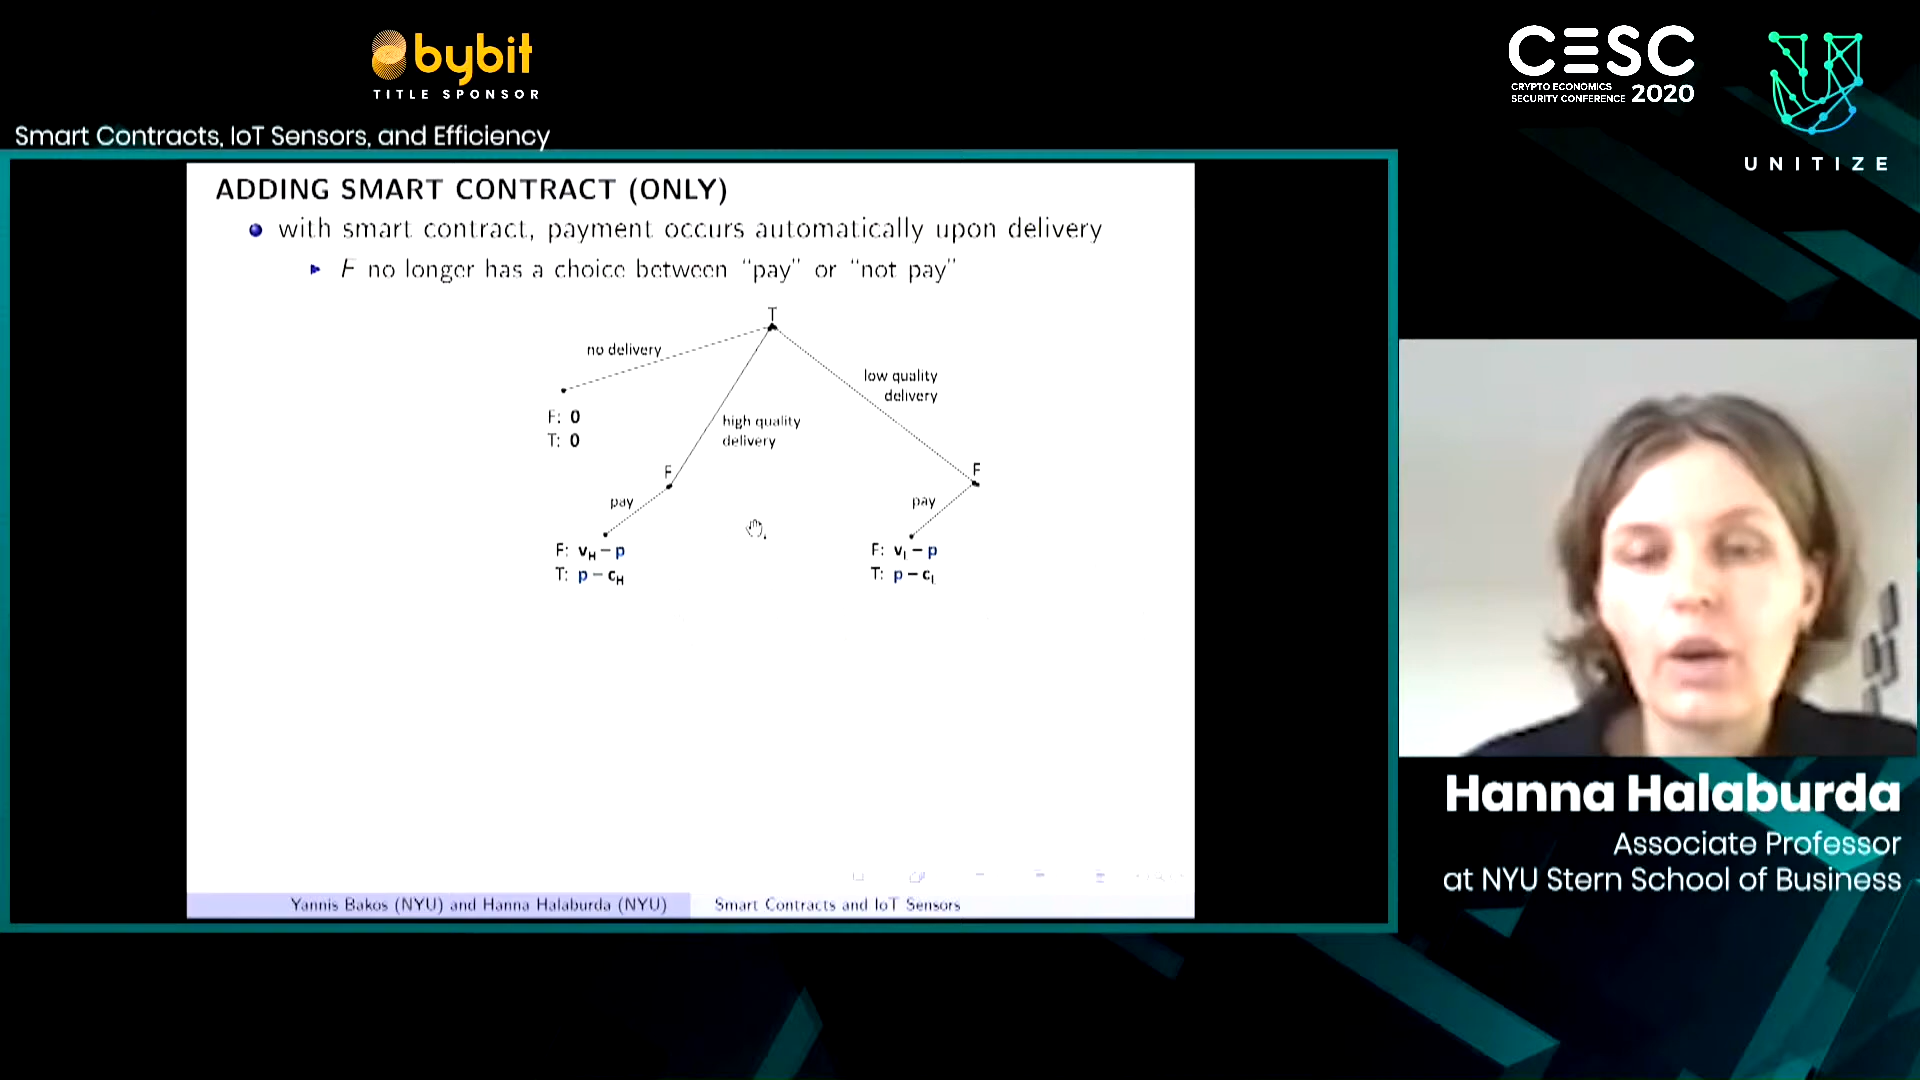 bybit
TITLE SPONSOR
CESC
CRYPTO ECONOMICS
SECURITY CONFERENCE 2020
UNITIZE
Smart Contracts, IoT Sensors, and Efficiency
ADDING SMART CONTRACT (ONLY)
with smart contract, payment occurs automatically upon delivery
F no longer has a choice between “pay” or “not pay”
T
no delivery
low quality
delivery
F: 0
T: 0
high quality
delivery
F
F
pay
pay
F: vH − p
T: p − cH
F: vL − p
T: p − cL
Yannis Bakos (NYU) and Hanna Halaburda (NYU)
Smart Contracts and IoT Sensors
Hanna Halaburda
Associate Professor
at NYU Stern School of Business